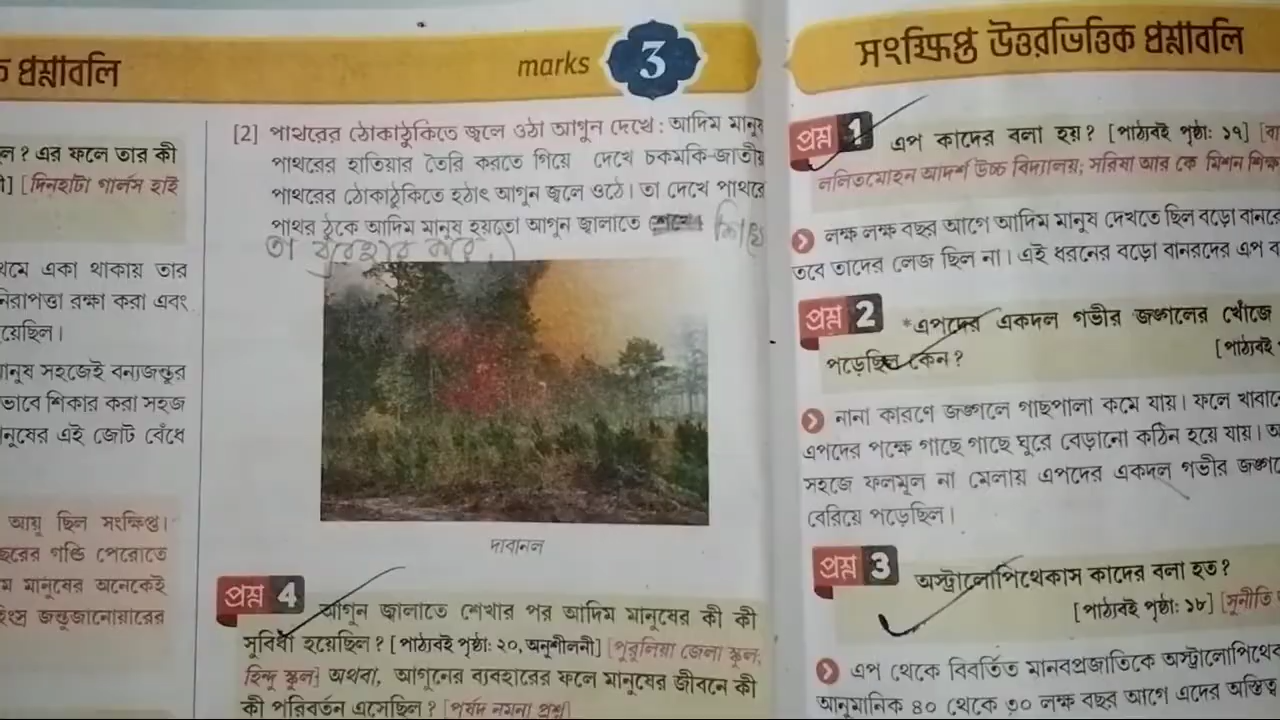 প্রশ্নাবলি
marks 3
ল ? এর ফলে তার কী
[দিনহাটা গার্লস হাই
থমে একা থাকায় তার
নিরাপত্তা রক্ষা করা এবং
য়েছিল।
মানুষ সহজেই বন্যজন্তুর
ভাবে শিকার করা সহজ
নুষের এই জোট বেঁধে
আয়ু ছিল সংক্ষিপ্ত।
ছরের গণ্ডি পেরোতে
ম মানুষের অনেকেই
হিংস্র জন্তুজানোয়ারের
[2] পাথরের ঠোকাঠুকিতে জ্বলে ওঠা আগুন দেখে : আদিম মানুষ
পাথরের হাতিয়ার তৈরি করতে গিয়ে দেখে চকমকি-জাতীয়
পাথরের ঠোকাঠুকিতে হঠাৎ আগুন জ্বলে ওঠে। তা দেখে পাথরে
পাথর ঠুকে আদিম মানুষ হয়তো আগুন জ্বালাতে
তা ব্যবহার করে।
দাবানল
প্রশ্ন 4 আগুন জ্বালাতে শেখার পর আদিম মানুষের কী কী
সুবিধা হয়েছিল ? [পাঠ্যবই পৃষ্ঠা: ২০, অনুশীলনী] [পুরুলিয়া জেলা স্কুল;
হিন্দু স্কুল] অথবা, আগুনের ব্যবহারের ফলে মানুষের জীবনে কী
কী পরিবর্তন এসেছিল ? [পর্ষদ নমুনা প্রশ্ন]
সংক্ষিপ্ত উত্তরভিত্তিক প্রশ্নাবলি
প্রশ্ন 1 এপ কাদের বলা হয়? [পাঠ্যবই পৃষ্ঠা: ১৭]
ললিতমোহন আদর্শ উচ্চ বিদ্যালয়; সরিষা আর কে মিশন শিক্ষ
লক্ষ লক্ষ বছর আগে আদিম মানুষ দেখতে ছিল বড়ো বানরে
তবে তাদের লেজ ছিল না। এই ধরনের বড়ো বানরদের এপ ব
প্রশ্ন 2 *এপদের একদল গভীর জঙ্গলের খোঁজে
পড়েছিল কেন? [পাঠ্যবই
নানা কারণে জঙ্গলে গাছপালা কমে যায়। ফলে খাবারে
এপদের পক্ষে গাছে গাছে ঘুরে বেড়ানো কঠিন হয়ে যায়।
সহজে ফলমূল না মেলায় এপদের একদল গভীর জঙ্গ
বেরিয়ে পড়েছিল।
প্রশ্ন 3 অস্ট্রালোপিথেকাস কাদের বলা হত?
[পাঠ্যবই পৃষ্ঠা: ১৮] [সুনীতি
এপ থেকে বিবর্তিত মানবপ্রজাতিকে অস্ট্রালোপিথেক
আনুমানিক ৪০ থেকে ৩০ লক্ষ বছর আগে এদের অস্তিত্ব